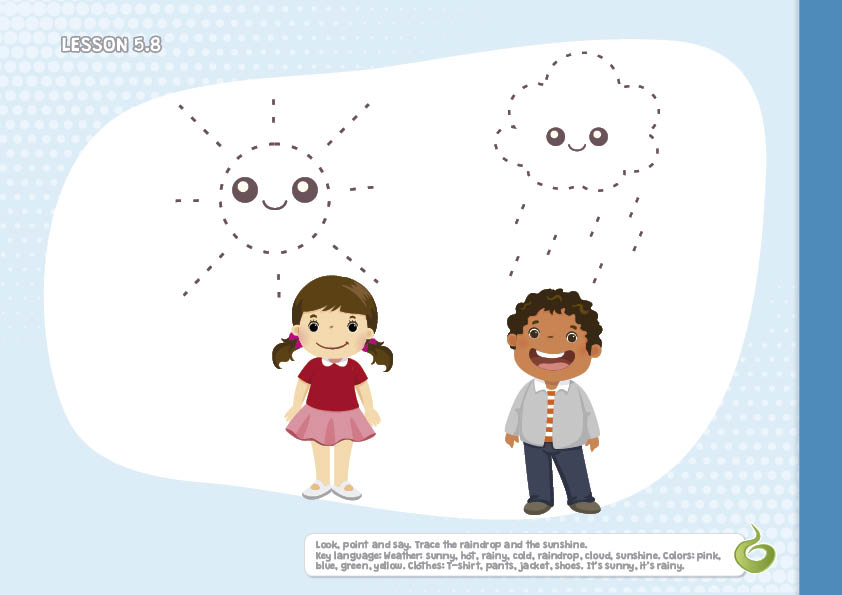 LESSON 5.8
Look, point and say. Trace the raindrop and the sunshine.
Key language: Weather: sunny, hot, rainy, cold, raindrop, cloud, sunshine. Colors: pink,
blue, green, yellow. Clothes: T-shirt, pants, jacket, shoes. It's sunny, it's rainy.